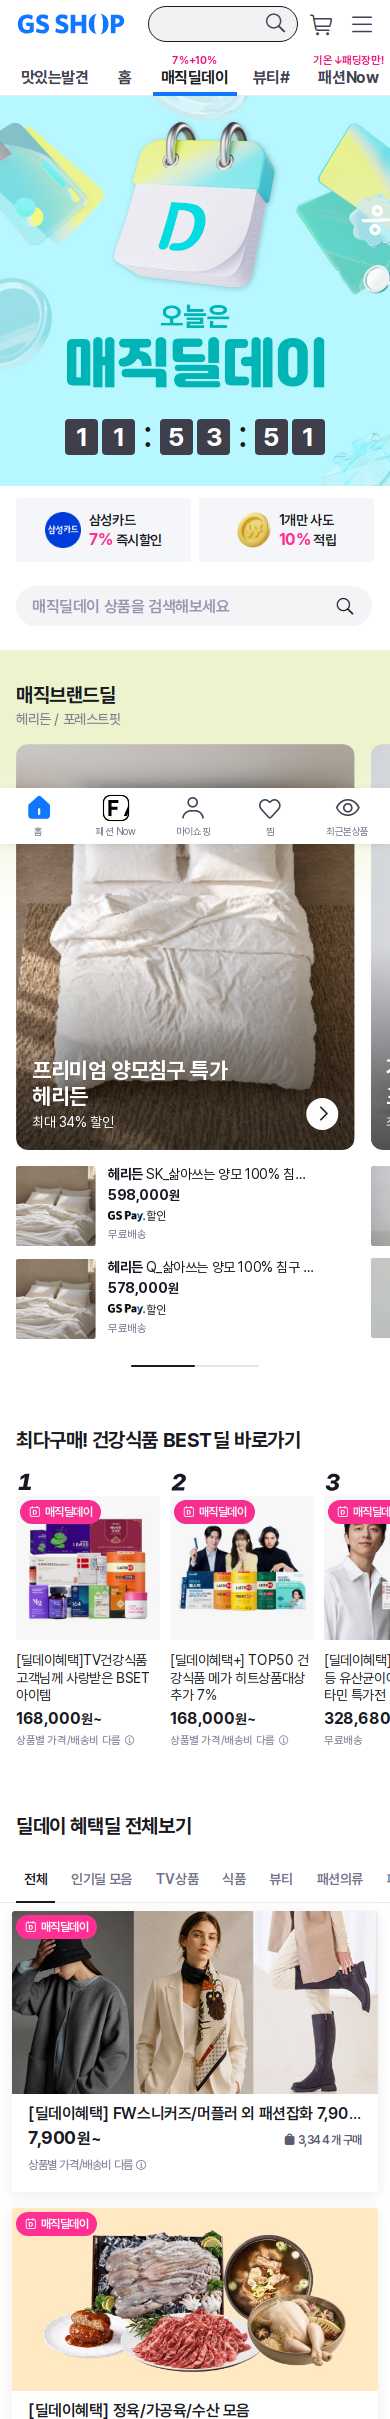 GS SHOP
7%+10%
기온↓패딩장만!
맛있는발견 홈 매직딜데이 뷰티# 패션Now
D
%
오늘은
매직딜데이
11:53:51
삼성카드
삼성카드
7% 즉시할인
1개만 사도
10% 적립
매직딜데이 상품을 검색해보세요
매직브랜드딜
헤리든 / 포레스트핏
홈 패션 Now 마이쇼핑 찜 최근본상품
프리미엄 양모침구 특가
헤리든
최대 34% 할인
헤리든 SK_삶아쓰는 양모 100% 침...
598,000원
GS Pay. 할인
무료배송
헤리든 Q_삶아쓰는 양모 100% 침구 ...
578,000원
GS Pay. 할인
무료배송
최다구매! 건강식품 BEST딜 바로가기
1
매직딜데이
[딜데이혜택]TV건강식품
고객님께 사랑받은 BSET
아이템
168,000원~
상품별 가격/배송비 다름
2
매직딜데이
[딜데이혜택+] TOP50 건
강식품 메가 히트상품대상
추가 7%
168,000원~
상품별 가격/배송비 다름
3
매직딜데
[딜데이혜택
등 유산균이
타민 특가전
328,680
무료배송
딜데이 혜택딜 전체보기
전체 인기딜 모음 TV상품 식품 뷰티 패션의류
매직딜데이
[딜데이혜택] FW스니커즈/머플러 외 패션잡화 7,90...
7,900원~
3,344개 구매
상품별 가격/배송비 다름
매직딜데이
[딜데이혜택] 정육/가공육/수산 모음